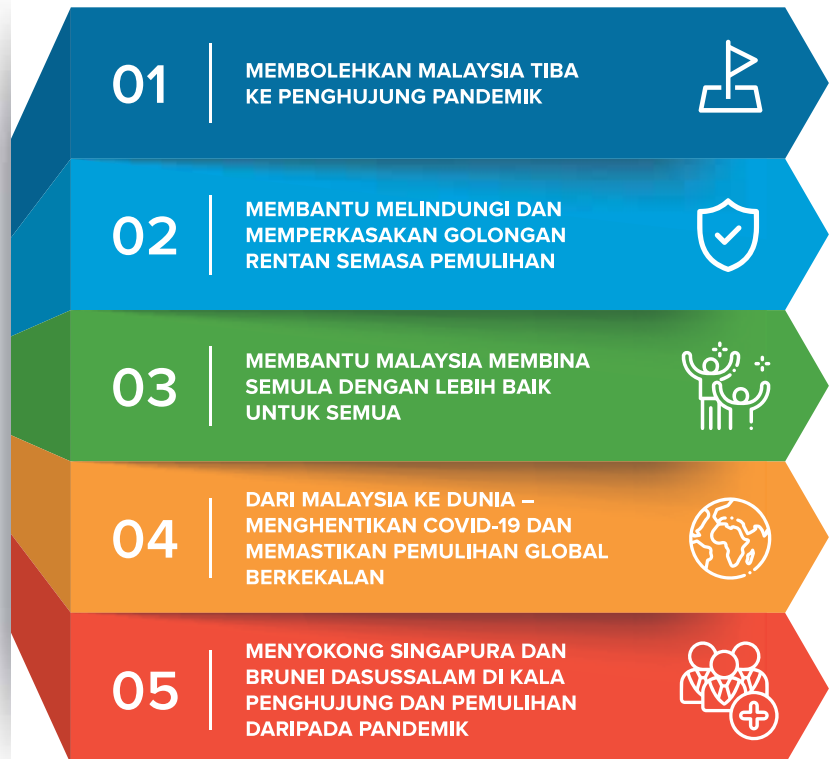 01
MEMBOLEHKAN MALAYSIA TIBA
KE PENGHUJUNG PANDEMIK
02
MEMBANTU MELINDUNGI DAN
MEMPERKASAKAN GOLONGAN
RENTAN SEMASA PEMULIHAN
03
MEMBANTU MALAYSIA MEMBINA
SEMULA DENGAN LEBIH BAIK
UNTUK SEMUA
04
DARI MALAYSIA KE DUNIA –
MENGHENTIKAN COVID-19 DAN
MEMASTIKAN PEMULIHAN GLOBAL
BERKEKALAN
05
MENYOKONG SINGAPURA DAN
BRUNEI DASUSSALAM DI KALA
PENGHUJUNG DAN PEMULIHAN
DARIPADA PANDEMIK